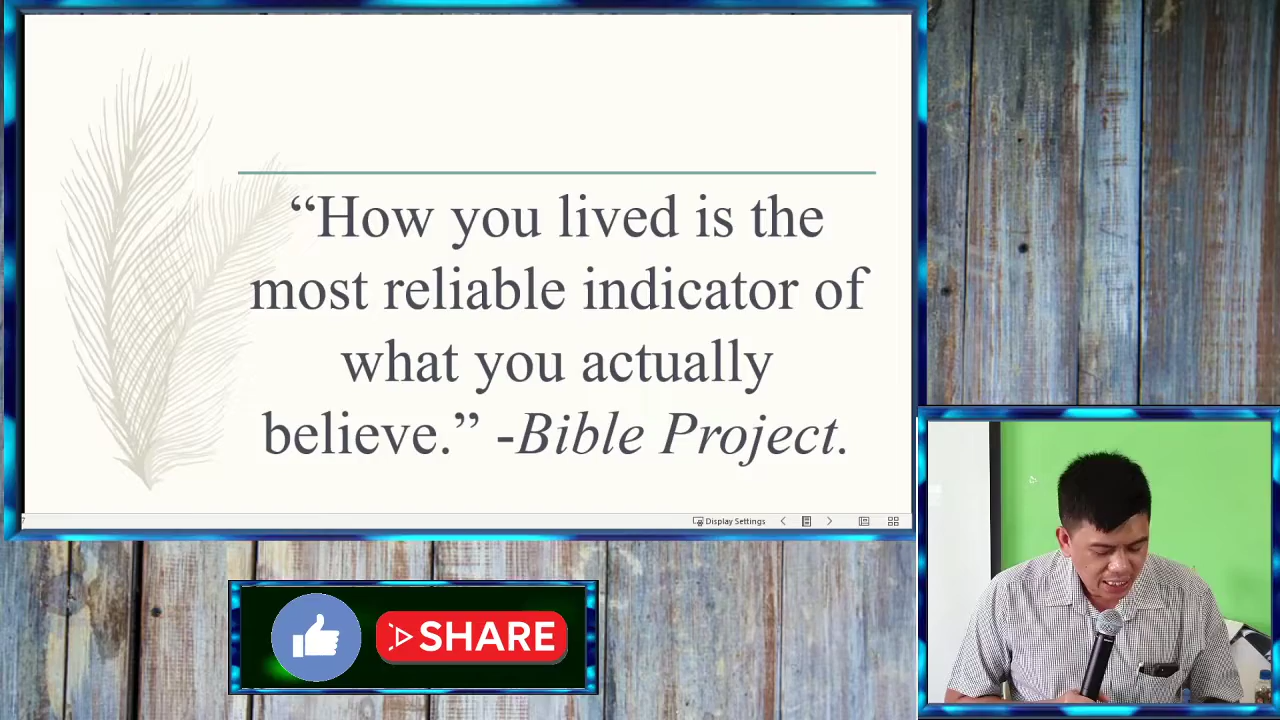 “How you lived is the
most reliable indicator of
what you actually
believe.” -Bible Project.
Display Settings
SHARE